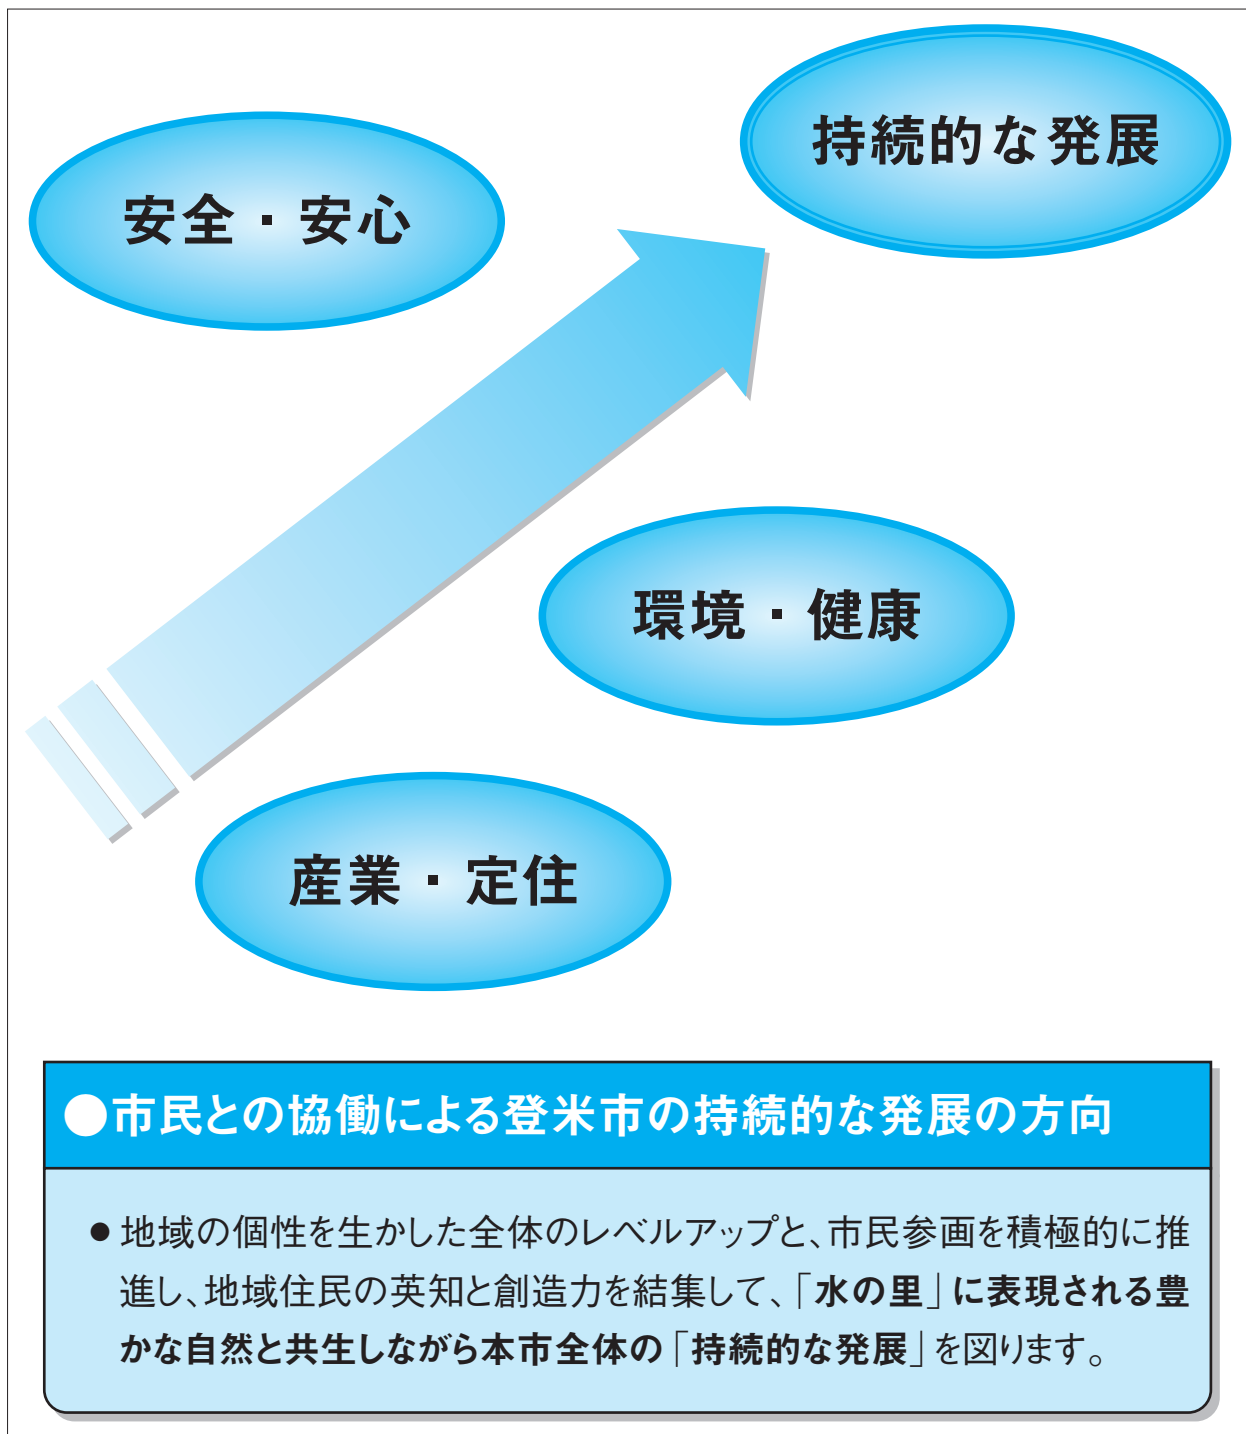 持続的な発展
安全・安心
環境・健康
産業・定住
●市民との協働による登米市の持続的な発展の方向
●地域の個性を生かした全体のレベルアップと、市民参画を積極的に推
進し、地域住民の英知と創造力を結集して、「水の里」に表現される豊
かな自然と共生しながら本市全体の「持続的な発展」を図ります。